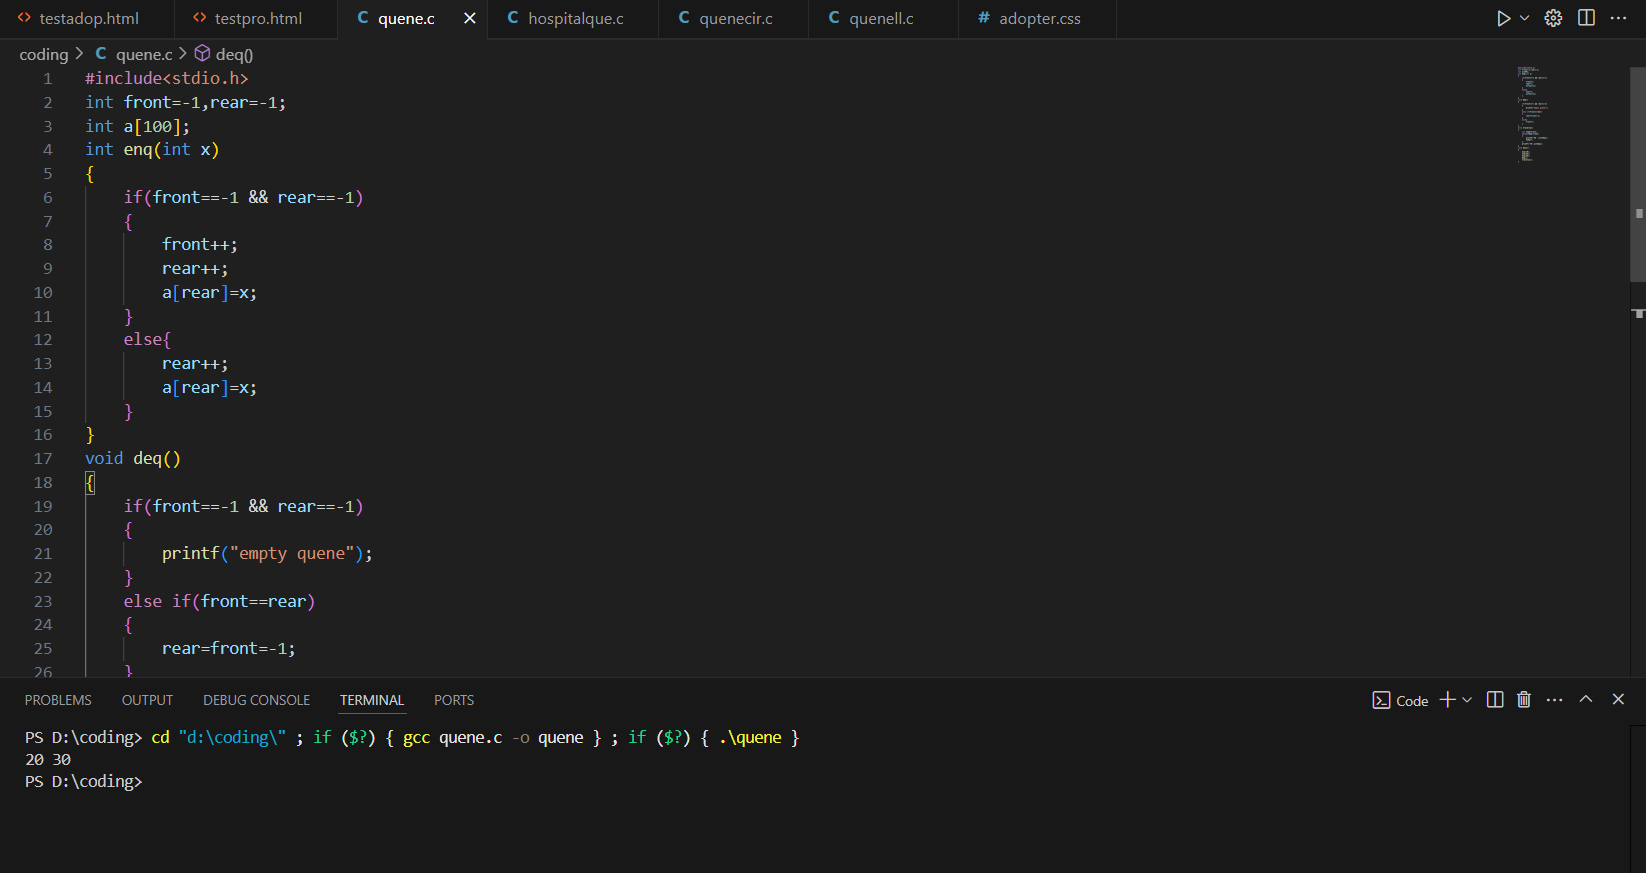 testadop.html testpro.html C quene.c C hospitalque.c C quenecir.c C quenell.c # adopter.css
coding > C quene.c > deq()
1 #include<stdio.h>
2 int front=-1,rear=-1;
3 int a[100];
4 int enq(int x)
5 {
6 if(front==-1 && rear==-1)
7 {
8 front++;
9 rear++;
10 a[rear]=x;
11 }
12 else{
13 rear++;
14 a[rear]=x;
15 }
16 }
17 void deq()
18 {
19 if(front==-1 && rear==-1)
20 {
21 printf("empty quene");
22 }
23 else if(front==rear)
24 {
25 rear=front=-1;
26 }
PROBLEMS OUTPUT DEBUG CONSOLE TERMINAL PORTS Code
PS D:\coding> cd "d:\coding\" ; if ($?) { gcc quene.c -o quene } ; if ($?) { .\quene }
20 30
PS D:\coding>